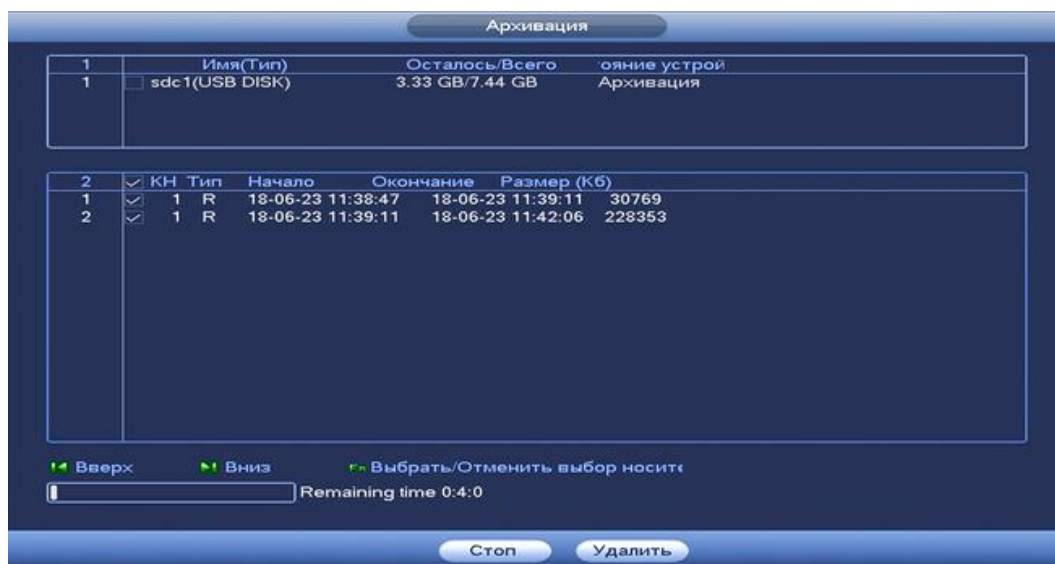 Архивация
1 Имя(Тип) Осталось/Всего тояние устрой
1 sdc1(USB DISK) 3.33 GB/7.44 GB Архивация
2 КН Тип Начало Окончание Размер (Кб)
1 1 R 18-06-23 11:38:47 18-06-23 11:39:11 30769
2 1 R 18-06-23 11:39:11 18-06-23 11:42:06 228353
Вверх Вниз Fn Выбрать/Отменить выбор носите
Remaining time 0:4:0
Стоп Удалить